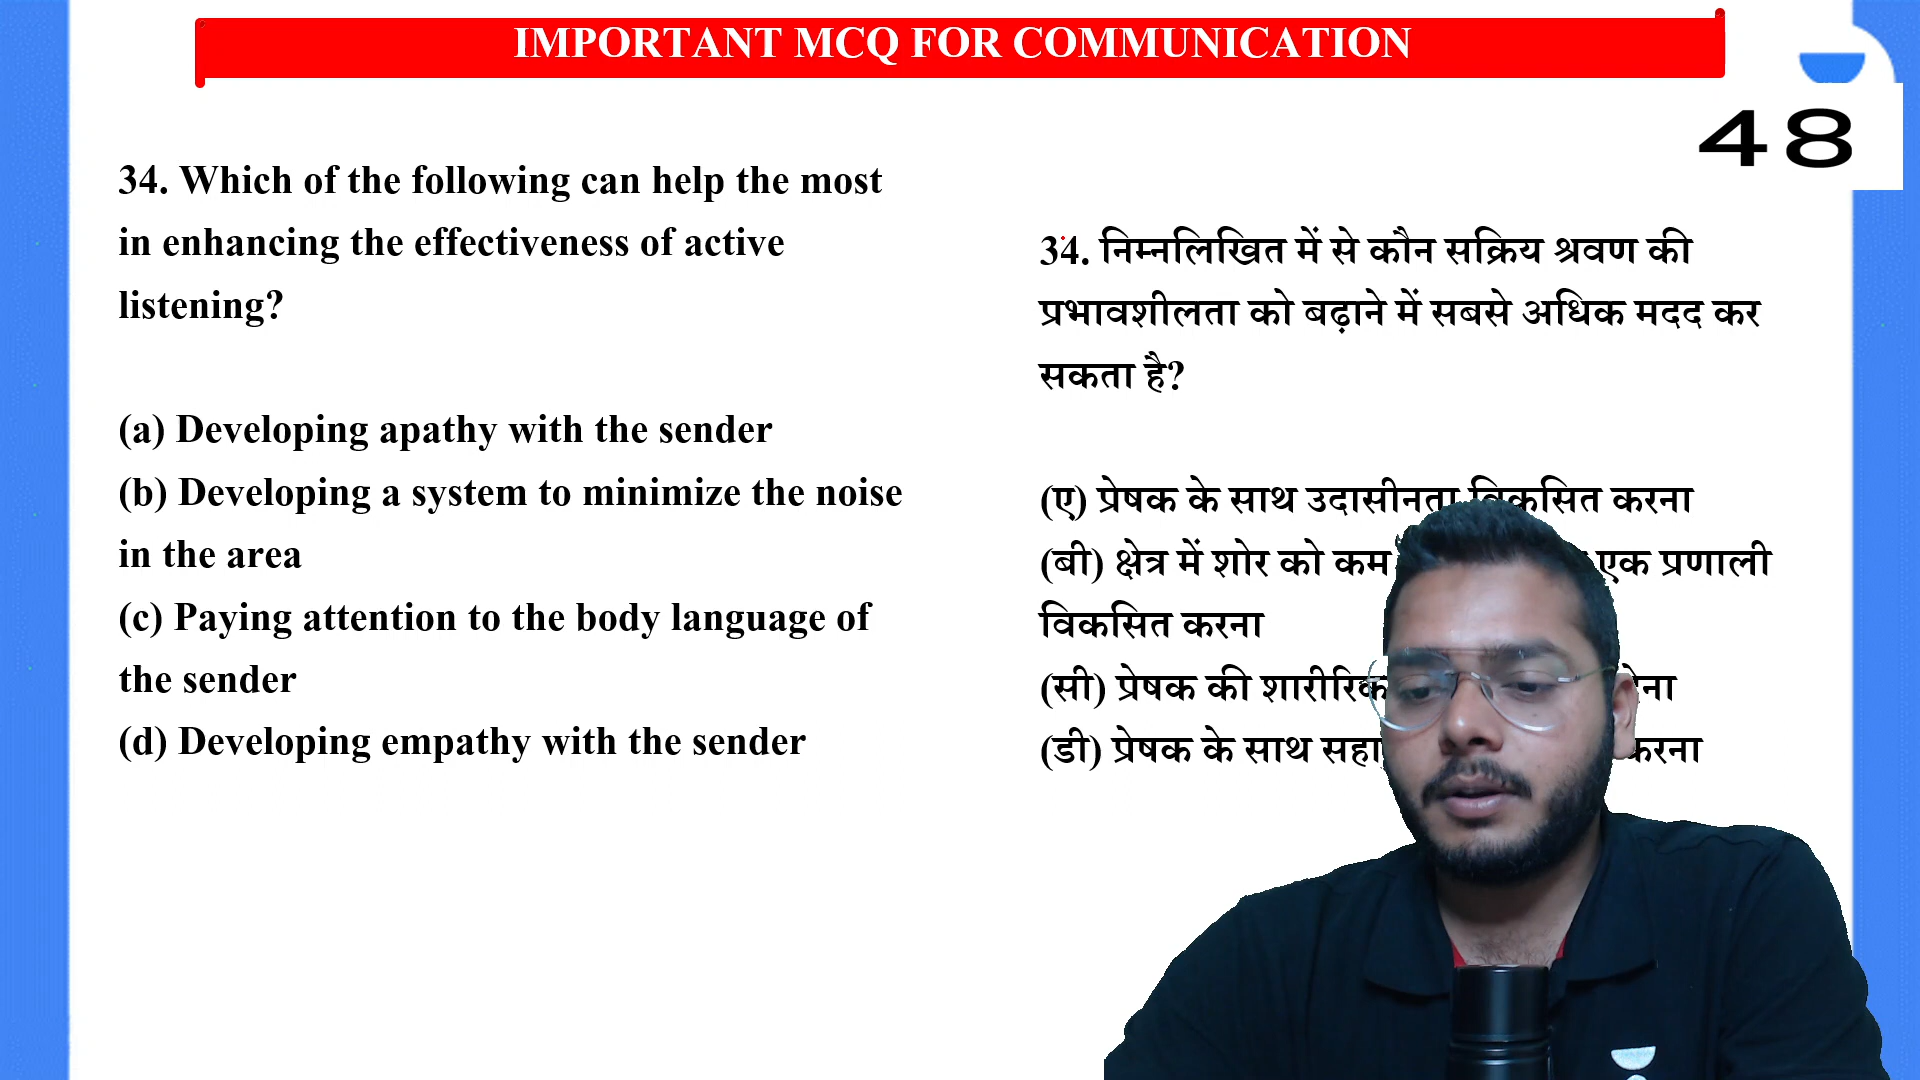 IMPORTANT MCQ FOR COMMUNICATION
48
34. Which of the following can help the most
in enhancing the effectiveness of active
listening?
(a) Developing apathy with the sender
(b) Developing a system to minimize the noise
in the area
(c) Paying attention to the body language of
the sender
(d) Developing empathy with the sender
34. निम्नलिखित में से कौन सक्रिय श्रवण की
प्रभावशीलता को बढ़ाने में सबसे अधिक मदद कर
सकता है?
(ए) प्रेषक के साथ उदासीनता विकसित करना
(बी) क्षेत्र में शोर को कम एक प्रणाली
विकसित करना
(सी) प्रेषक की शारीरिक
(डी) प्रेषक के साथ करना